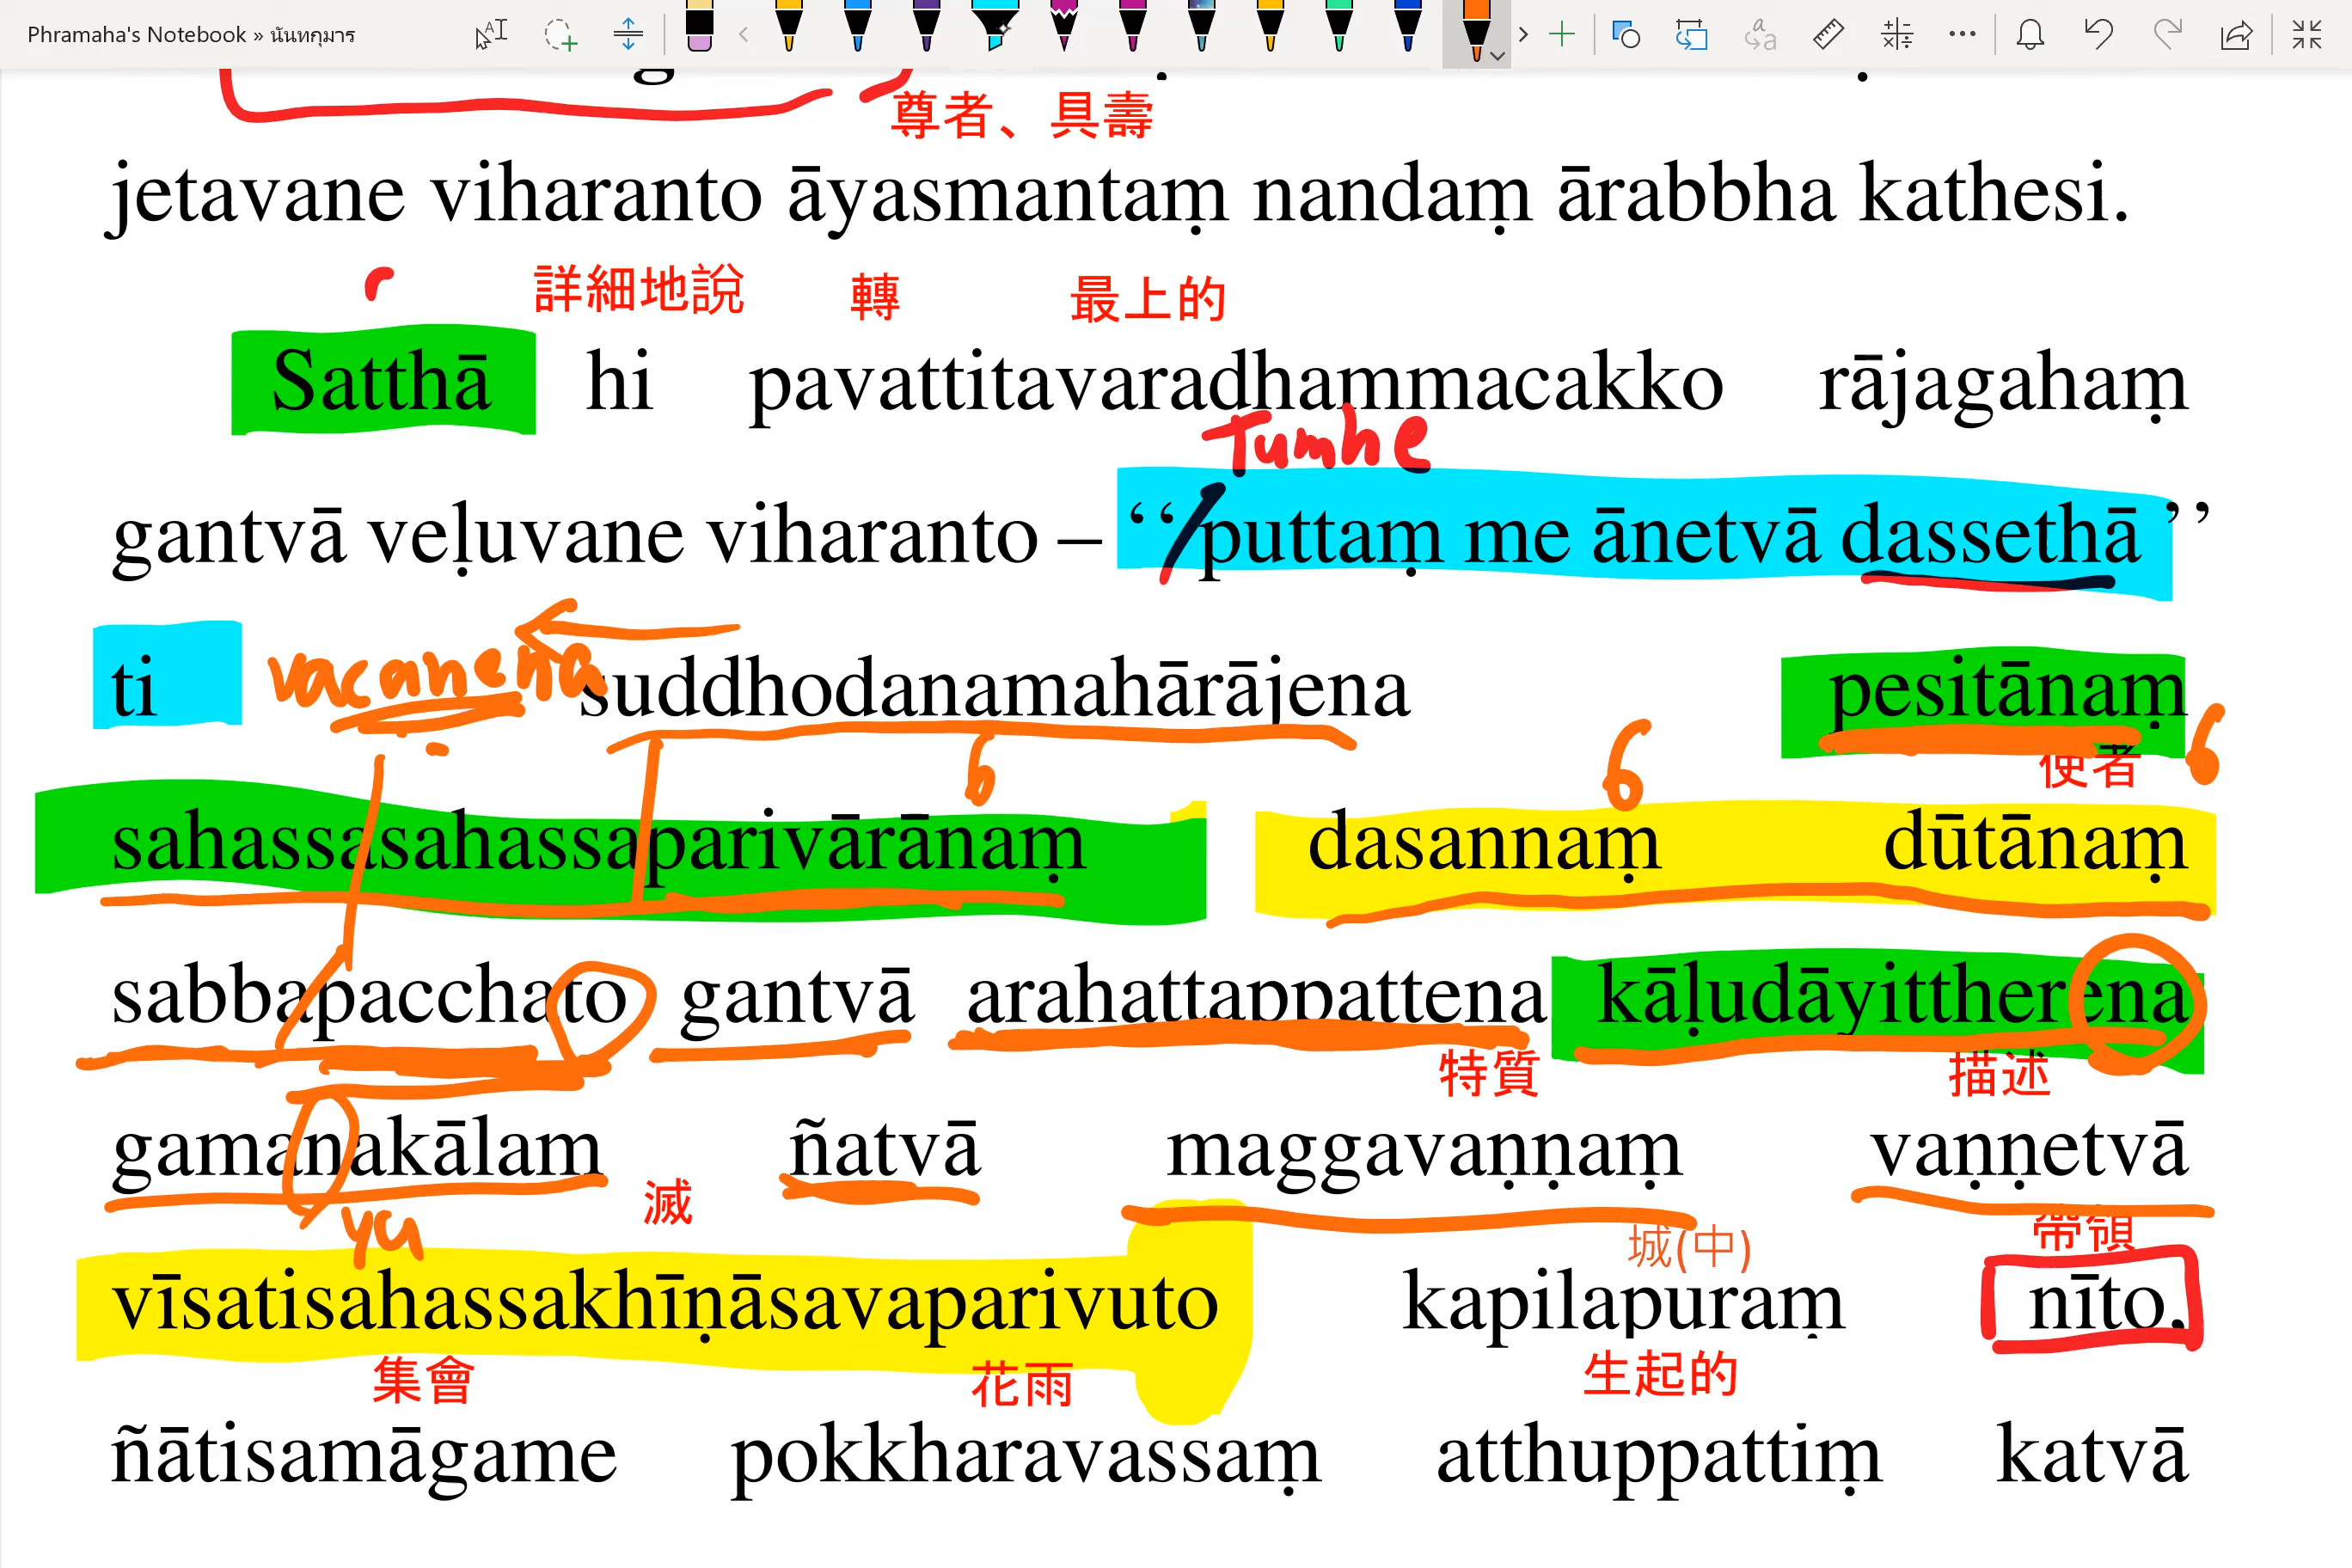 Phramaha's Notebook » นันทกุมาร
尊者、具壽
jetavane viharanto āyasmantaṃ nandaṃ ārabbha kathesi.
詳細地說 轉 最上的
Satthā hi pavattitavaradhammacakko rājagahaṃ
Tumhe
gantvā veḷuvane viharanto – ‘‘puttaṃ me ānetvā dassethā’’
ti vacanena suddhodanamahārājena pesitānaṃ
6 6 使者 6
sahassasahassaparivārānaṃ dasannaṃ dūtānaṃ
sabbapacchato gantvā arahattappattena kāḷudāyittherena
特質 描述
gamanakālaṃ ñatvā maggavaṇṇaṃ vaṇṇetvā
yu 滅 城(中) 帶領
vīsatisahassakhīṇāsavaparivuto kapilapuraṃ nīto,
集會 花雨 生起的
ñātisamāgame pokkharavassaṃ atthuppattiṃ katvā